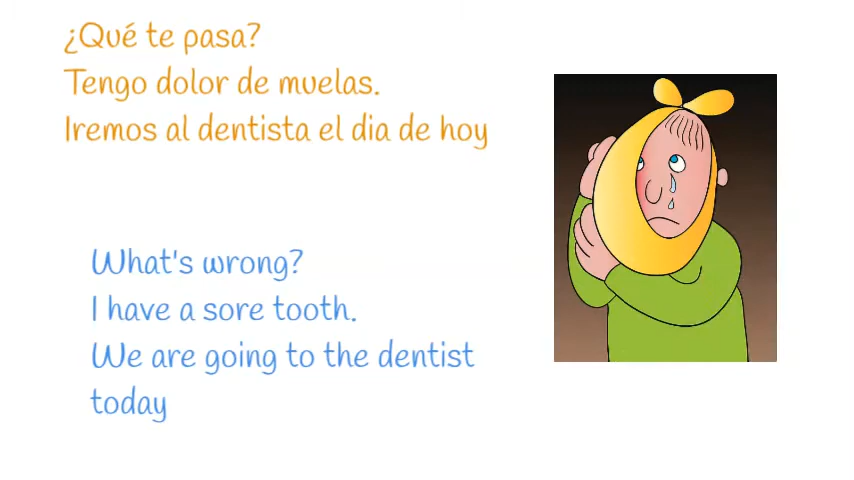 ¿Qué te pasa?
Tengo dolor de muelas.
Iremos al dentista el dia de hoy
What's wrong?
I have a sore tooth.
We are going to the dentist
today